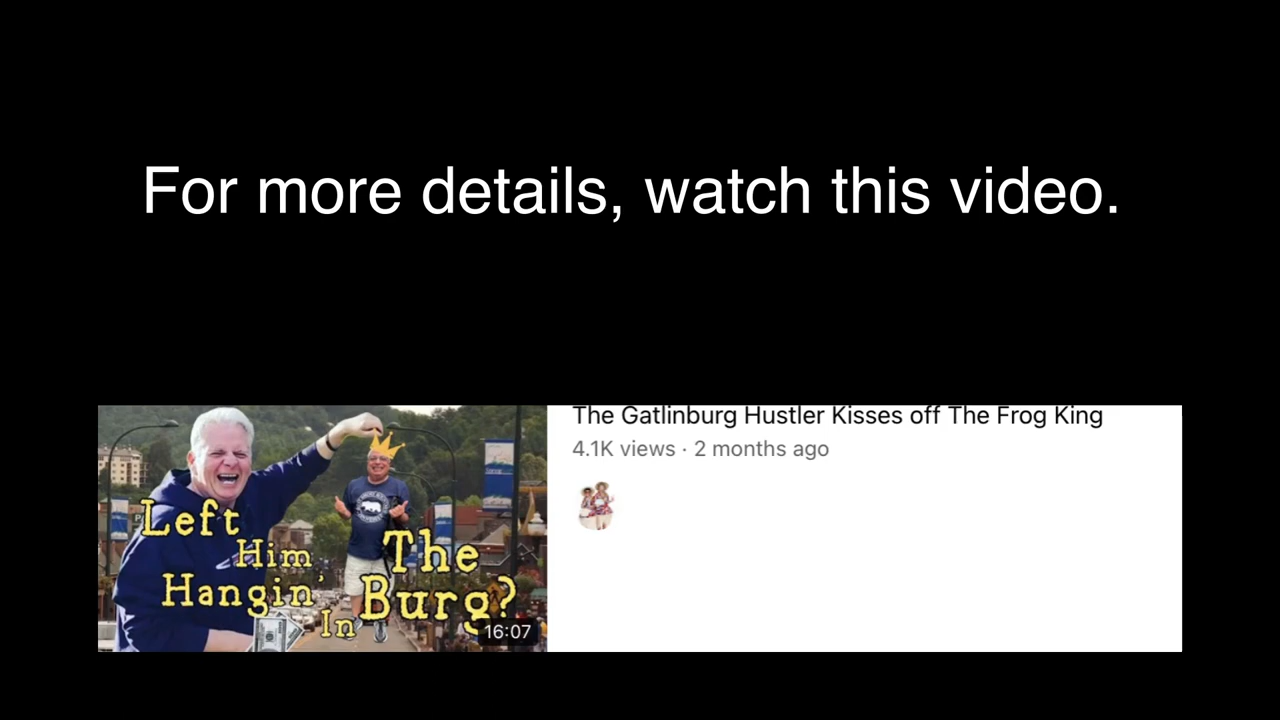 For more details, watch this video.
The Gatlinburg Hustler Kisses off The Frog King
4.1K views · 2 months ago
Left
Him
Hangin'
In
The
Burg?
16:07